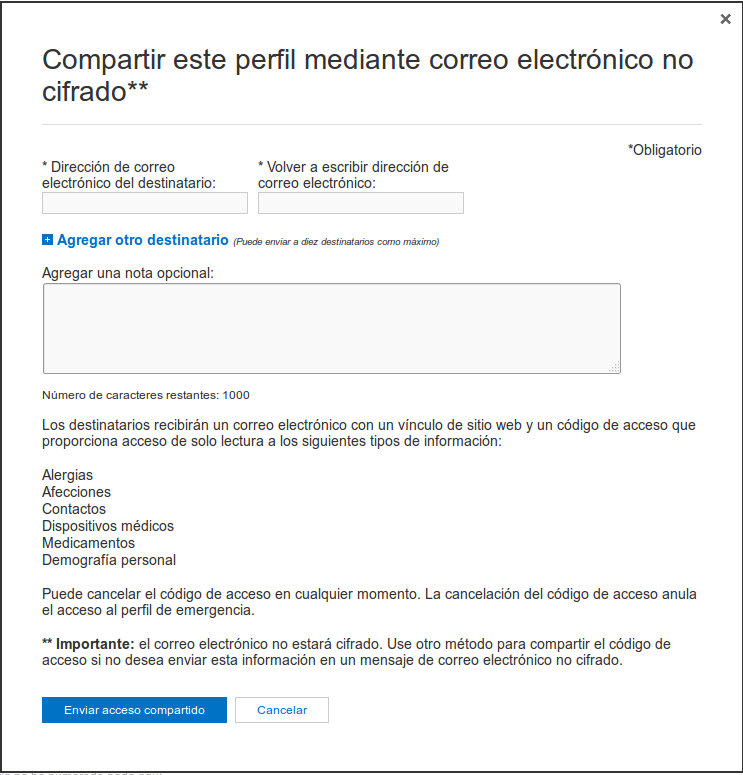 Compartir este perfil mediante correo electrónico no
cifrado**
*Obligatorio
* Dirección de correo
electrónico del destinatario:
* Volver a escribir dirección de
correo electrónico:
Agregar otro destinatario (Puede enviar a diez destinatarios como máximo)
Agregar una nota opcional:
Número de caracteres restantes: 1000
Los destinatarios recibirán un correo electrónico con un vínculo de sitio web y un código de acceso que
proporciona acceso de solo lectura a los siguientes tipos de información:
Alergias
Afecciones
Contactos
Dispositivos médicos
Medicamentos
Demografía personal
Puede cancelar el código de acceso en cualquier momento. La cancelación del código de acceso anula
el acceso al perfil de emergencia.
** Importante: el correo electrónico no estará cifrado. Use otro método para compartir el código de
acceso si no desea enviar esta información en un mensaje de correo electrónico no cifrado.
Enviar acceso compartido
Cancelar